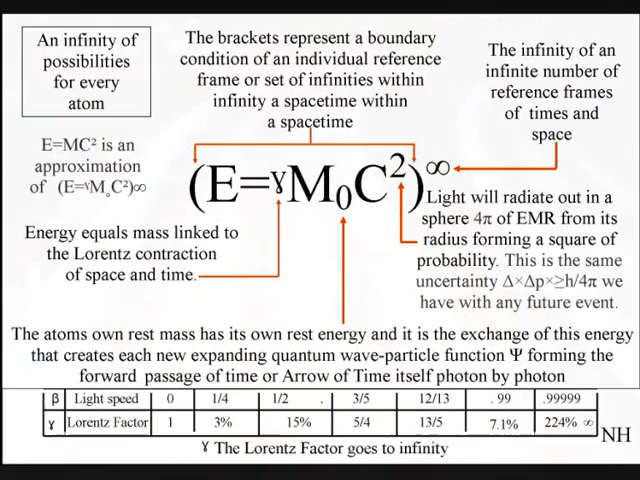 An infinity of
possibilities
for every
atom
The brackets represent a boundary
condition of an individual reference
frame or set of infinities within
infinity a spacetime within
a spacetime
The infinity of an
infinite number of
reference frames
of times and
space
E=MC² is an
approximation
of (E=ˠM˳C²)∞
(E=ˠM₀C²)∞
Energy equals mass linked to
the Lorentz contraction
of space and time.
Light will radiate out in a
sphere 4π of EMR from its
radius forming a square of
probability. This is the same
uncertainty ∆×∆p×≥h/4π we
have with any future event.
The atoms own rest mass has its own rest energy and it is the exchange of this energy
that creates each new expanding quantum wave-particle function Ψ forming the
forward passage of time or Arrow of Time itself photon by photon
β Light speed 0 1/4 1/2 . 3/5 12/13 . 99 .99999
γ Lorentz Factor 1 3% 15% 5/4 13/5 7.1% 224% ∞
NH
γ The Lorentz Factor goes to infinity